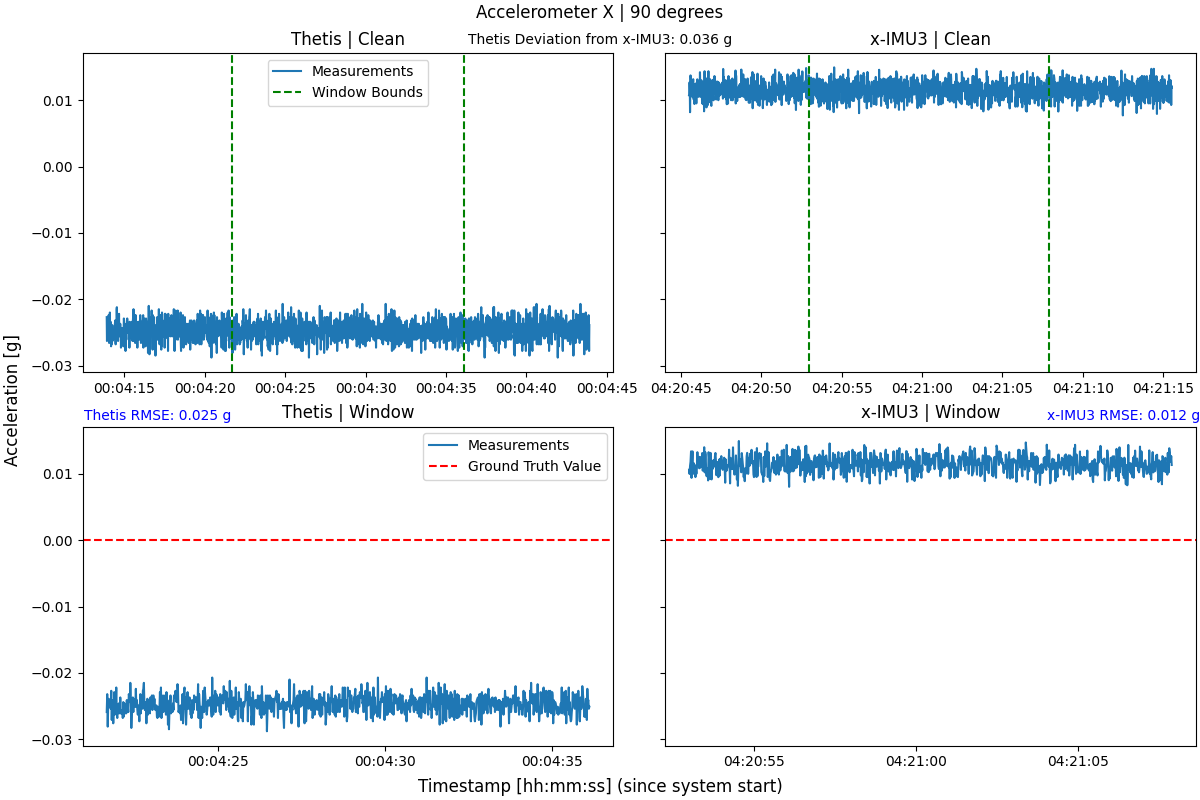 Accelerometer X | 90 degrees
Thetis | Clean
Thetis Deviation from x-IMU3: 0.036 g
x-IMU3 | Clean
Measurements
Window Bounds
0.01
0.00
−0.01
−0.02
−0.03
00:04:15 00:04:20 00:04:25 00:04:30 00:04:35 00:04:40 00:04:45
04:20:45 04:20:50 04:20:55 04:21:00 04:21:05 04:21:10 04:21:15
Acceleration [g]
Thetis RMSE: 0.025 g
Thetis | Window
x-IMU3 | Window
x-IMU3 RMSE: 0.012 g
Measurements
Ground Truth Value
0.01
0.00
−0.01
−0.02
−0.03
00:04:25 00:04:30 00:04:35
04:20:55 04:21:00 04:21:05
Timestamp [hh:mm:ss] (since system start)